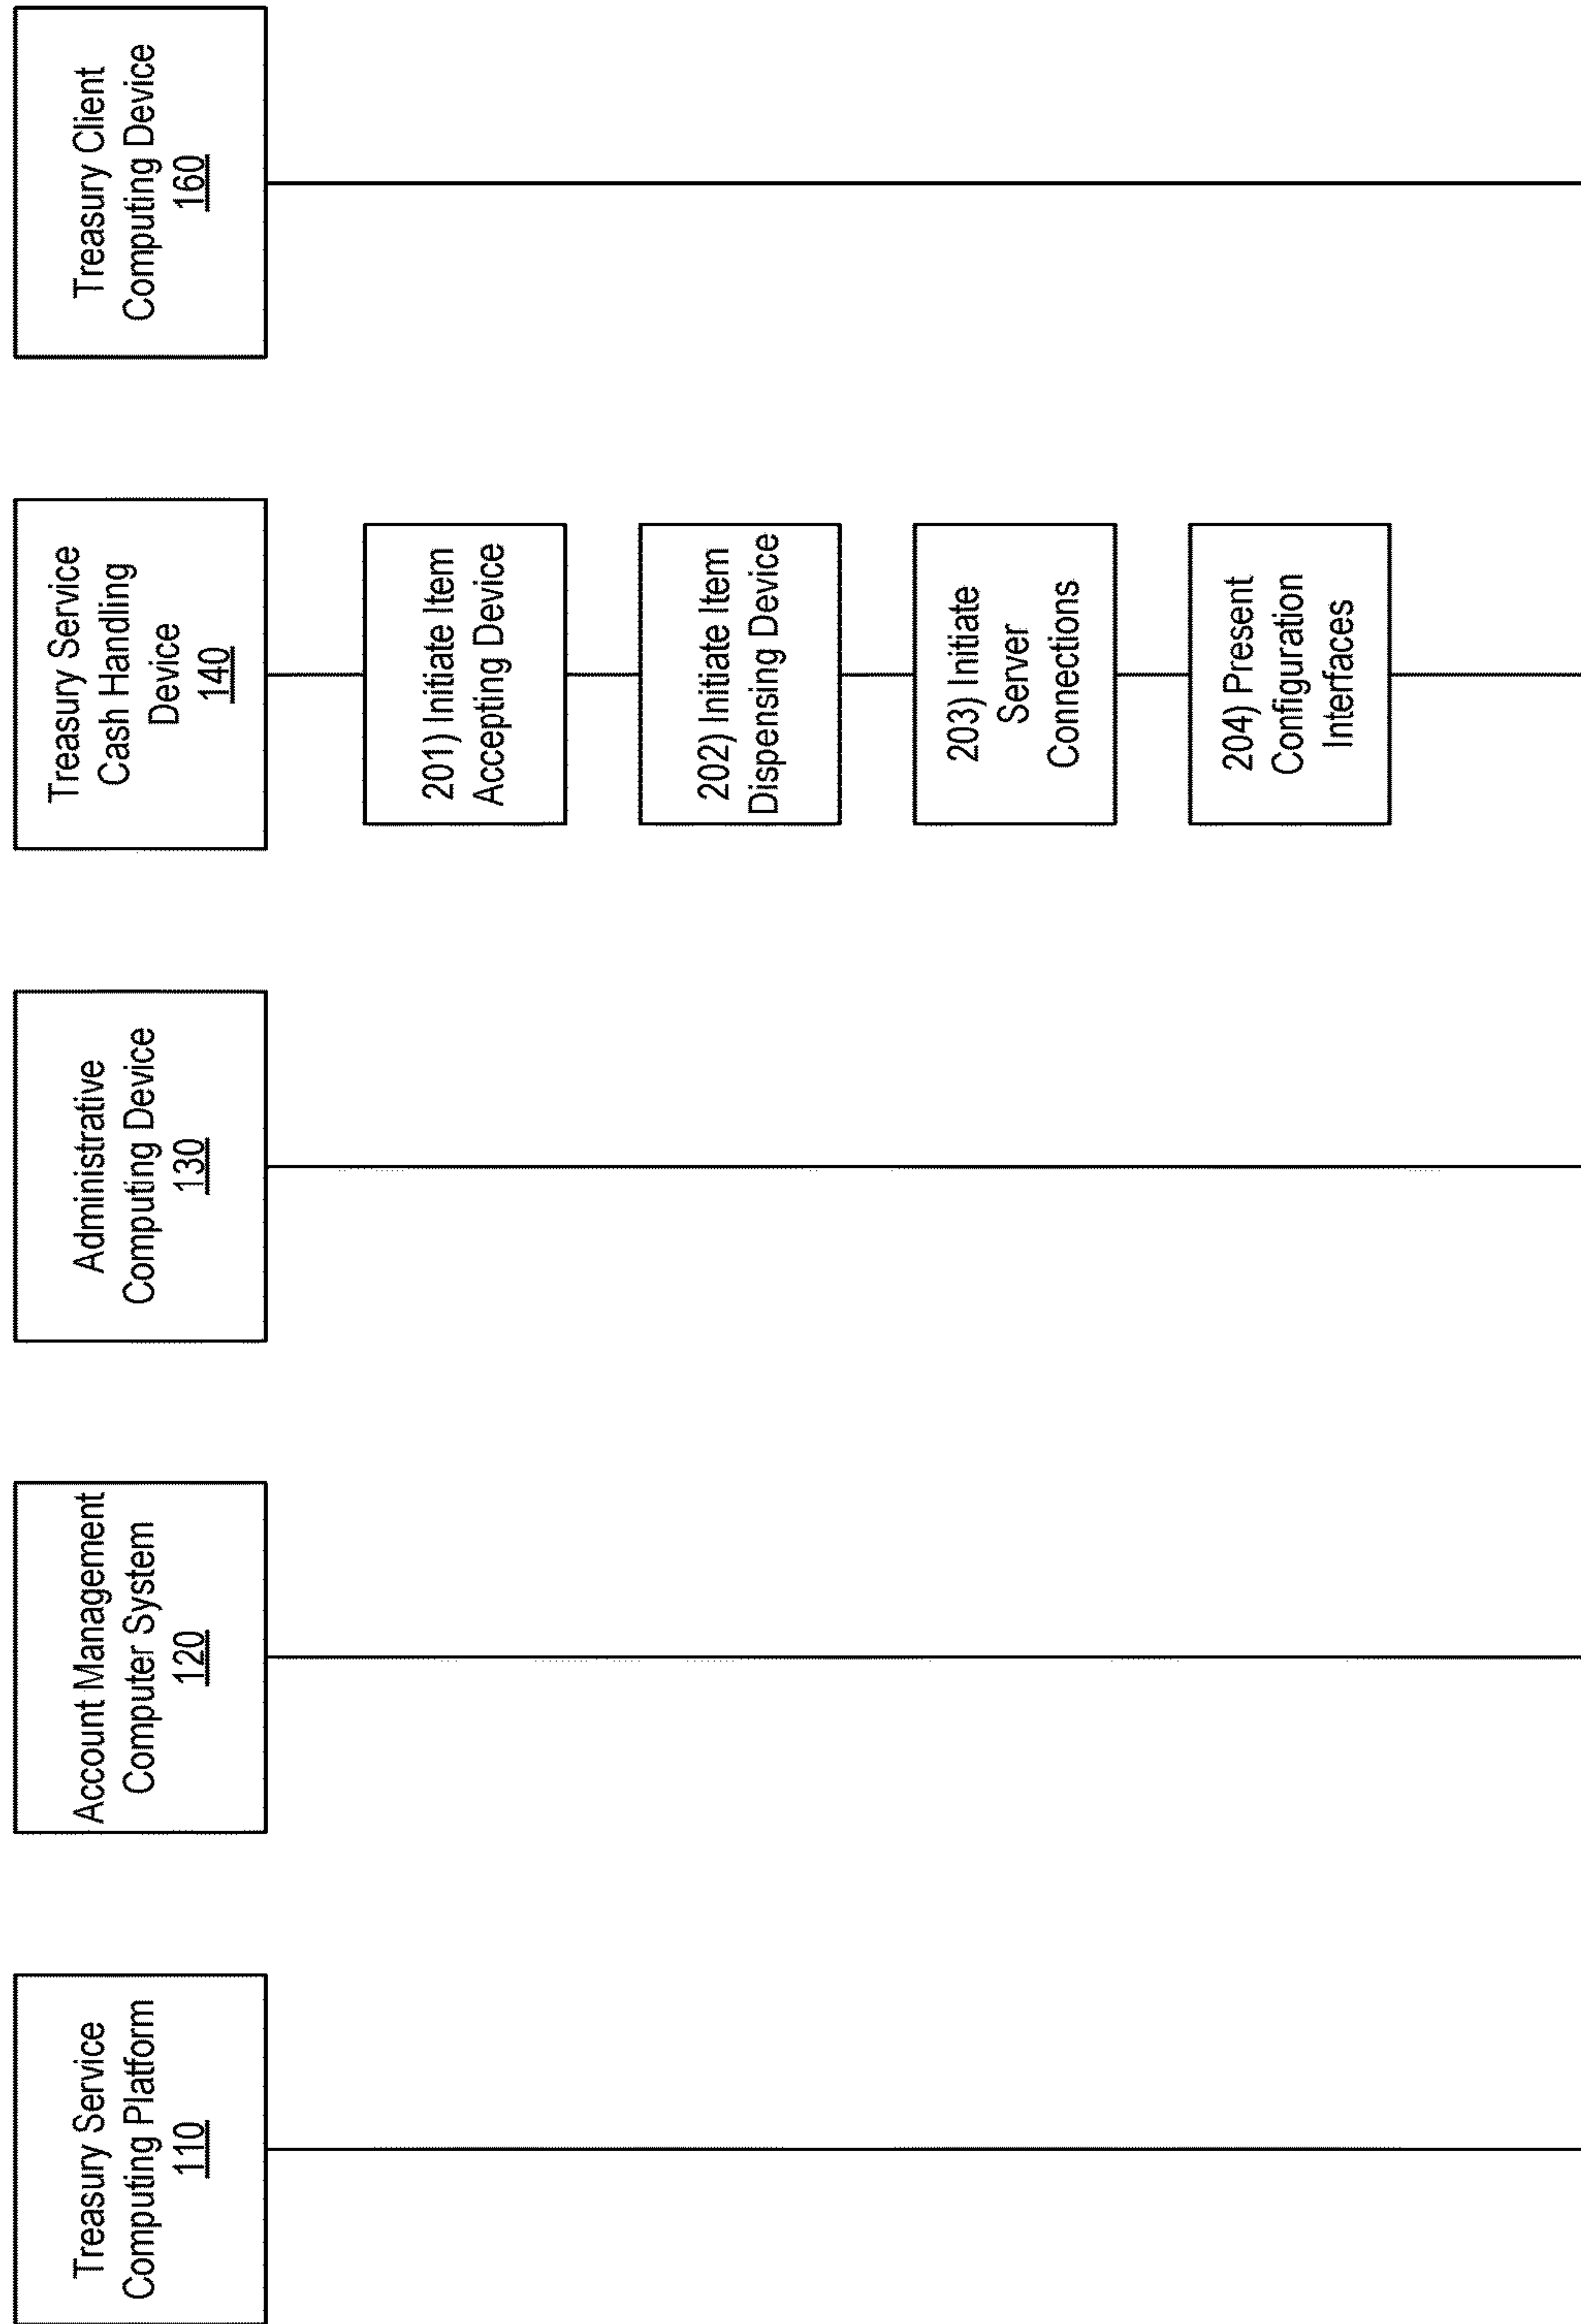 Treasury Service
Computing Platform
110
Account Management
Computer System
120
Administrative
Computing Device
130
Treasury Service
Cash Handling
Device
140
Treasury Client
Computing Device
160
201) Initiate Item
Accepting Device
202) Initiate Item
Dispensing Device
203) Initiate
Server
Connections
204) Present
Configuration
Interfaces